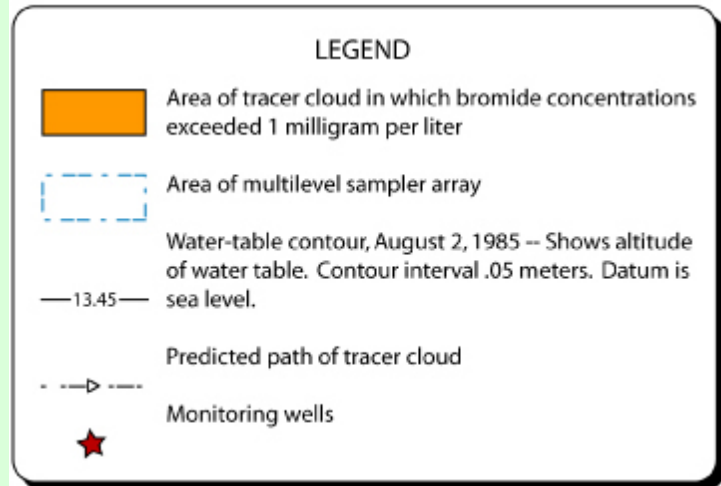 LEGEND
Area of tracer cloud in which bromide concentrations
exceeded 1 milligram per liter
Area of multilevel sampler array
Water-table contour, August 2, 1985 -- Shows altitude
of water table. Contour interval .05 meters. Datum is
13.45 sea level.
Predicted path of tracer cloud
Monitoring wells